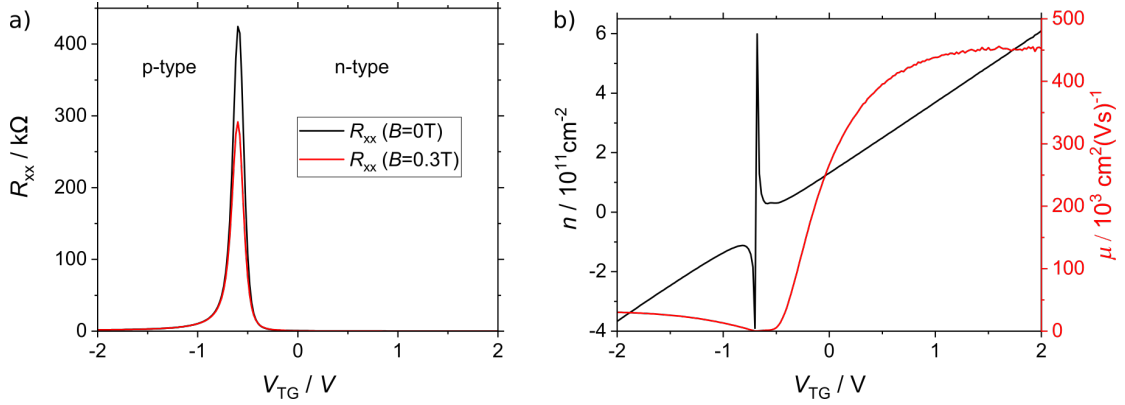 a)
p-type
n-type
R_xx (B=0T)
R_xx (B=0.3T)
R_xx / kΩ
400
300
200
100
0
-2
-1
0
1
2
V_TG / V
b)
n / 10^11 cm^-2
6
4
2
0
-2
-4
-2
-1
0
1
2
V_TG / V
500
400
300
200
100
0
μ / 10^3 cm^2(Vs)^-1